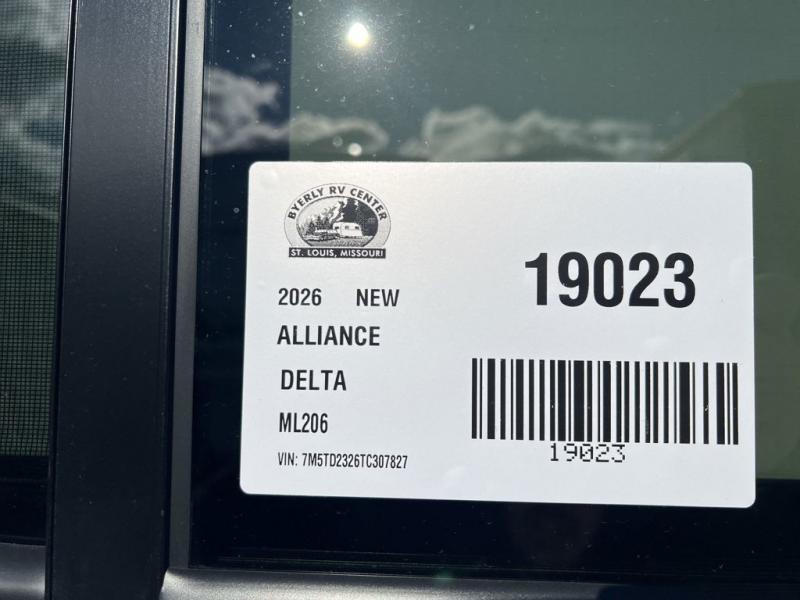 BYERLY RV CENTER
ST. LOUIS, MISSOURI
19023
2026 NEW
ALLIANCE
DELTA
ML206
VIN: 7M5TD2326TC307827
19023